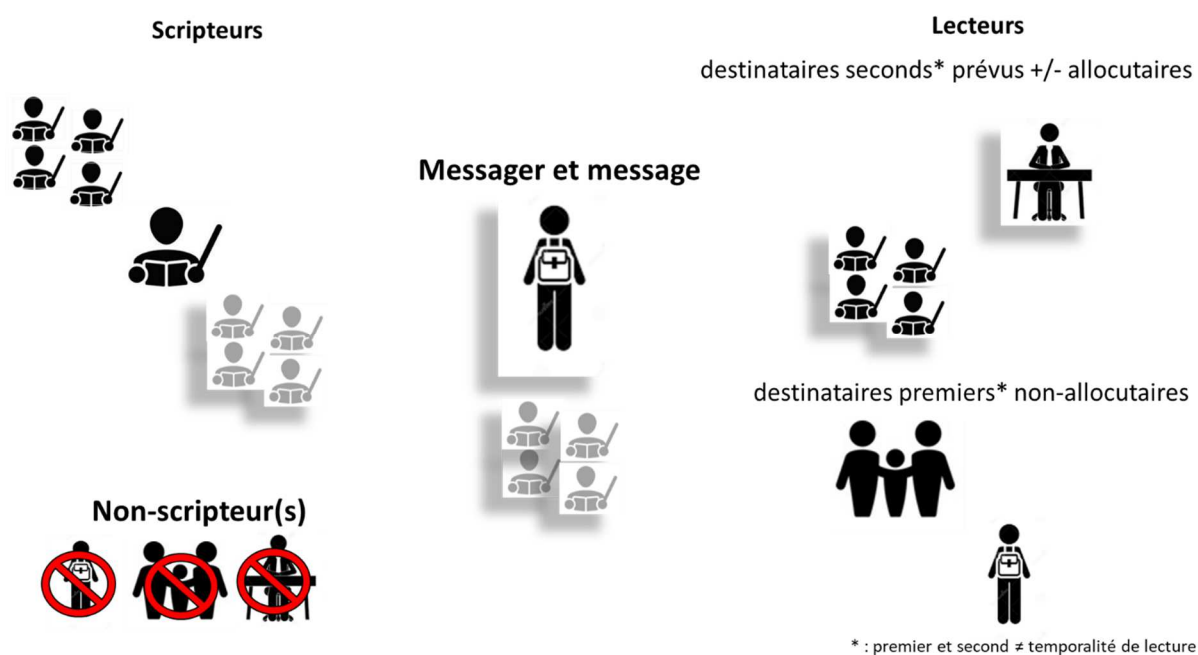 Scripteurs
Lecteurs
destinataires seconds* prévus +/- allocutaires
Messager et message
destinataires premiers* non-allocutaires
Non-scripteur(s)
* : premier et second ≠ temporalité de lecture